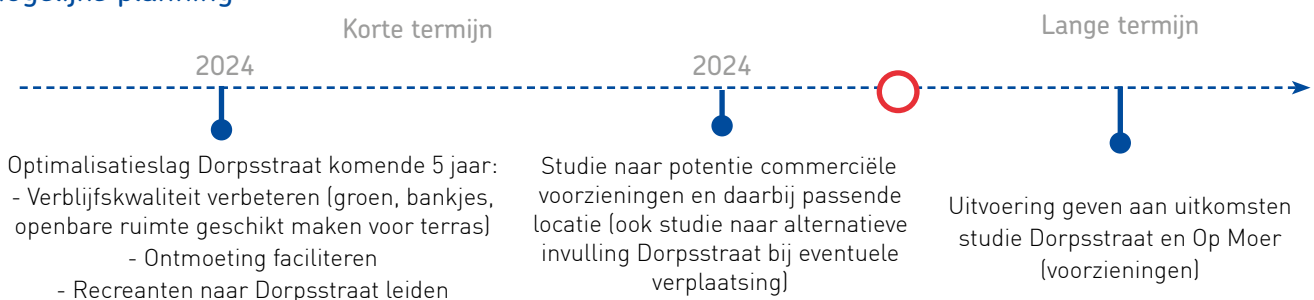 planning
Korte termijn
Lange termijn
2024
2024
Optimalisatieslag Dorpsstraat komende 5 jaar:
- Verblijfskwaliteit verbeteren (groen, bankjes,
openbare ruimte geschikt maken voor terras)
- Ontmoeting faciliteren
- Recreanten naar Dorpsstraat leiden
Studie naar potentie commerciële
voorzieningen en daarbij passende
locatie (ook studie naar alternatieve
invulling Dorpsstraat bij eventuele
verplaatsing)
Uitvoering geven aan uitkomsten
studie Dorpsstraat en Op Moer
(voorzieningen)